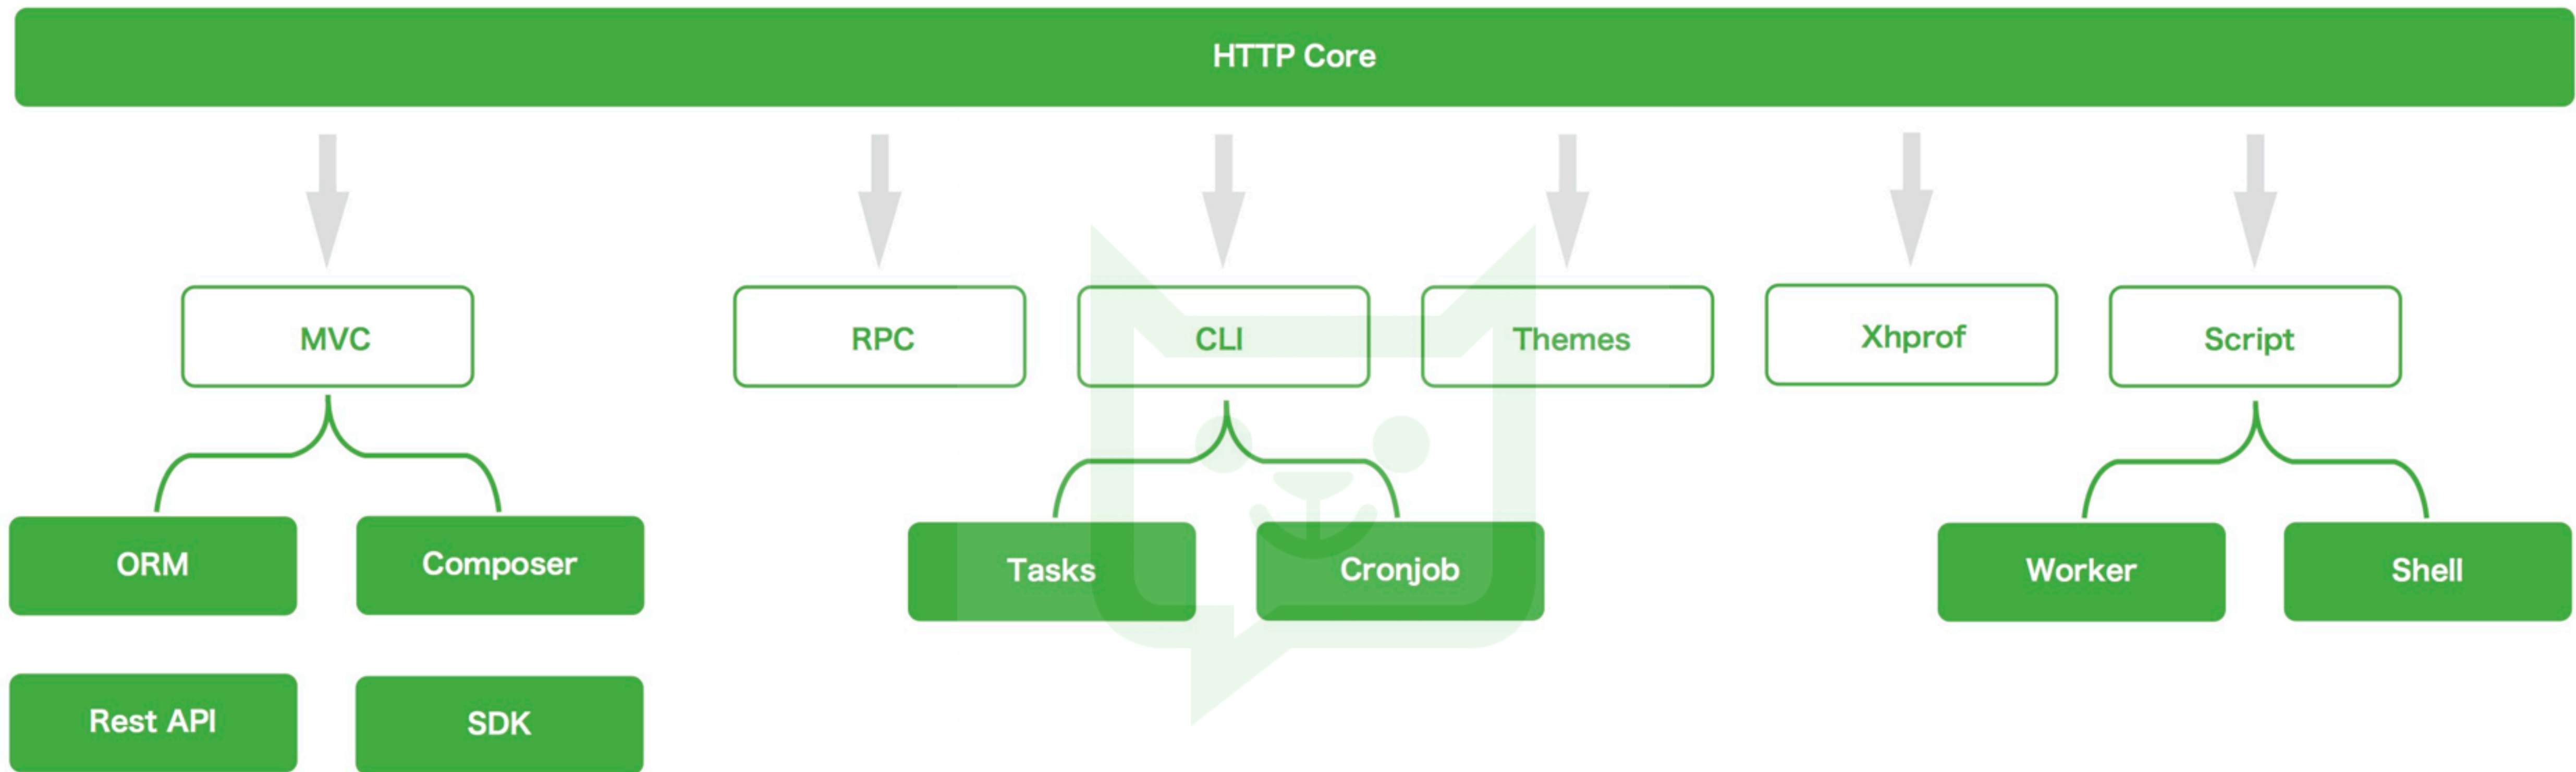 HTTP Core
MVC
RPC
CLI
Themes
Xhprof
Script
ORM
Composer
Tasks
Cronjob
Worker
Shell
Rest API
SDK